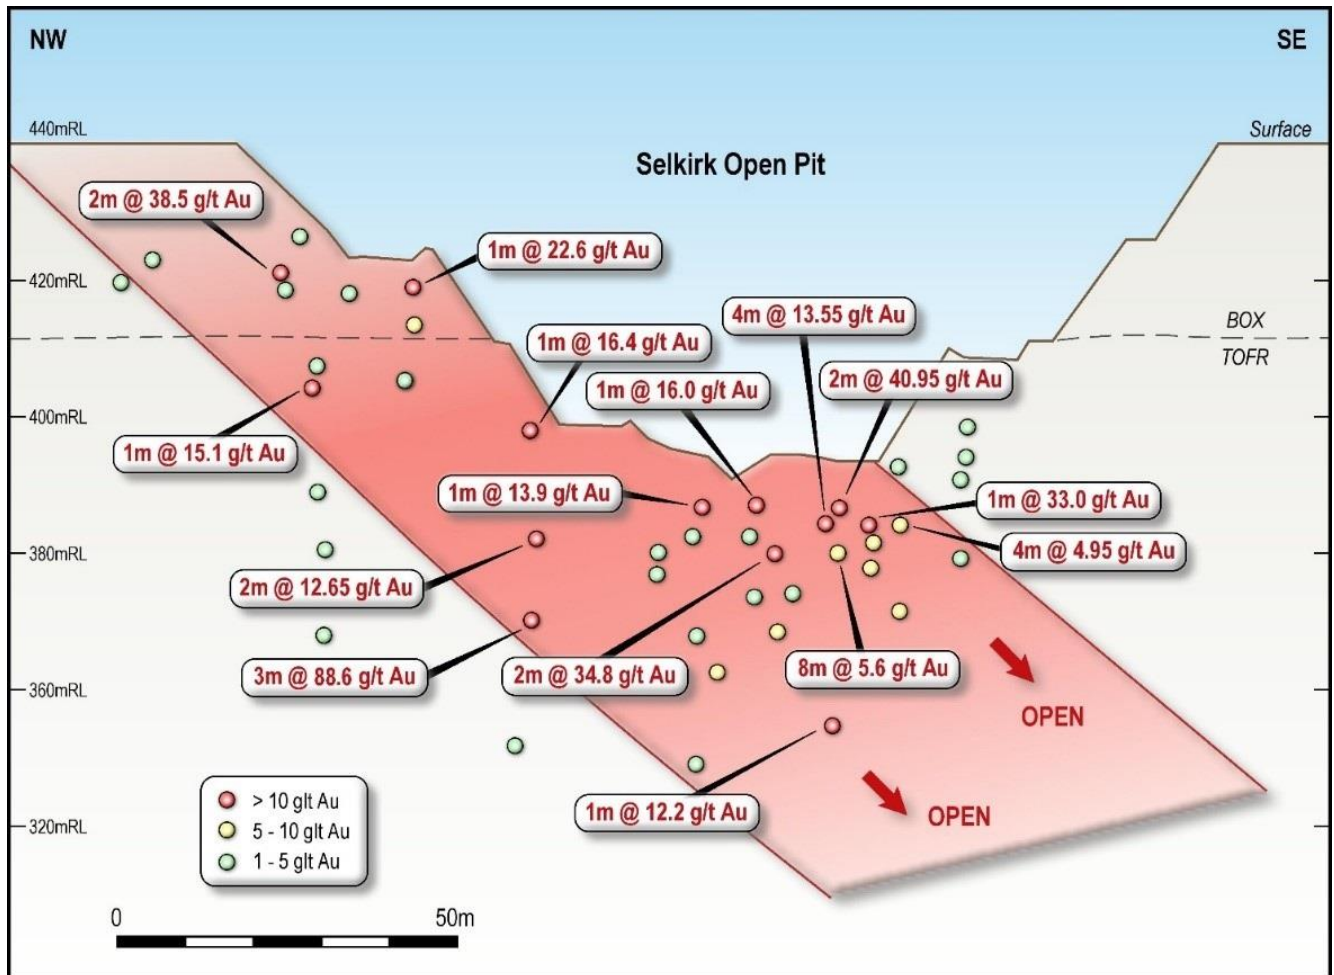 NW
SE
440mRL
Surface
Selkirk Open Pit
2m @ 38.5 g/t Au
1m @ 22.6 g/t Au
420mRL
4m @ 13.55 g/t Au
BOX
1m @ 16.4 g/t Au
TOFR
2m @ 40.95 g/t Au
1m @ 16.0 g/t Au
400mRL
1m @ 15.1 g/t Au
1m @ 13.9 g/t Au
1m @ 33.0 g/t Au
380mRL
4m @ 4.95 g/t Au
2m @ 12.65 g/t Au
3m @ 88.6 g/t Au
2m @ 34.8 g/t Au
8m @ 5.6 g/t Au
360mRL
OPEN
> 10 glt Au
1m @ 12.2 g/t Au
OPEN
320mRL
5 - 10 glt Au
1 - 5 glt Au
0
50m